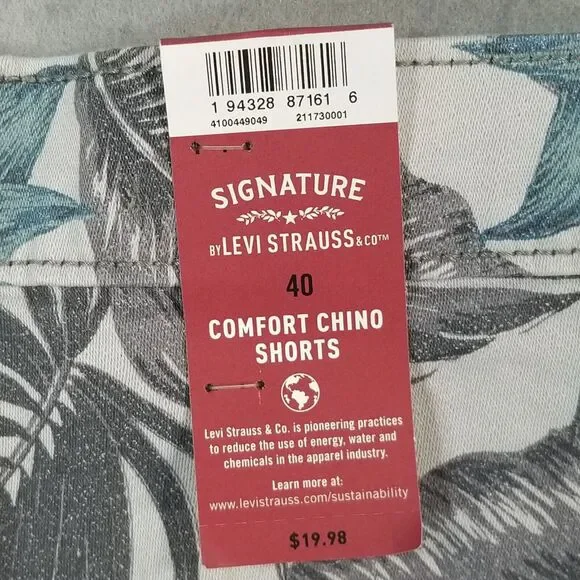 1 94328 87161 6
4100449049 211730001
SIGNATURE
BY LEVI STRAUSS & CO™
40
COMFORT CHINO
SHORTS
Levi Strauss & Co. is pioneering practices
to reduce the use of energy, water and
chemicals in the apparel industry.
Learn more at:
www.levistrauss.com/sustainability
$19.98